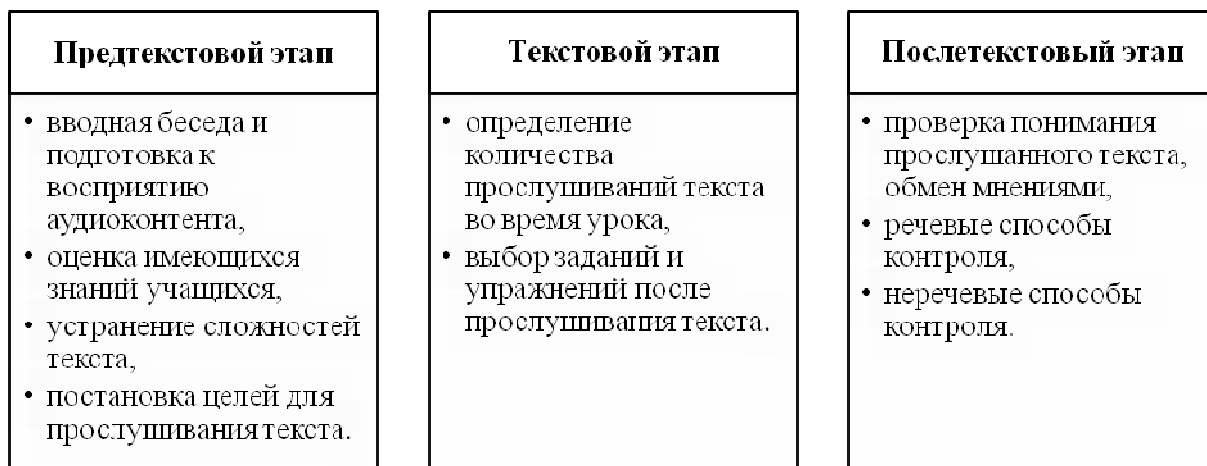 Предтекстовой этап
• вводная беседа и
подготовка к
восприятию
аудиоконтента,
• оценка имеющихся
знаний учащихся,
• устранение сложностей
текста,
• постановка целей для
прослушивания текста.
Текстовой этап
• определение
количества
прослушиваний текста
во время урока,
• выбор заданий и
упражнений после
прослушивания текста.
Послетекстовый этап
• проверка понимания
прослушанного текста,
обмен мнениями,
• речевые способы
контроля,
• неречевые способы
контроля.